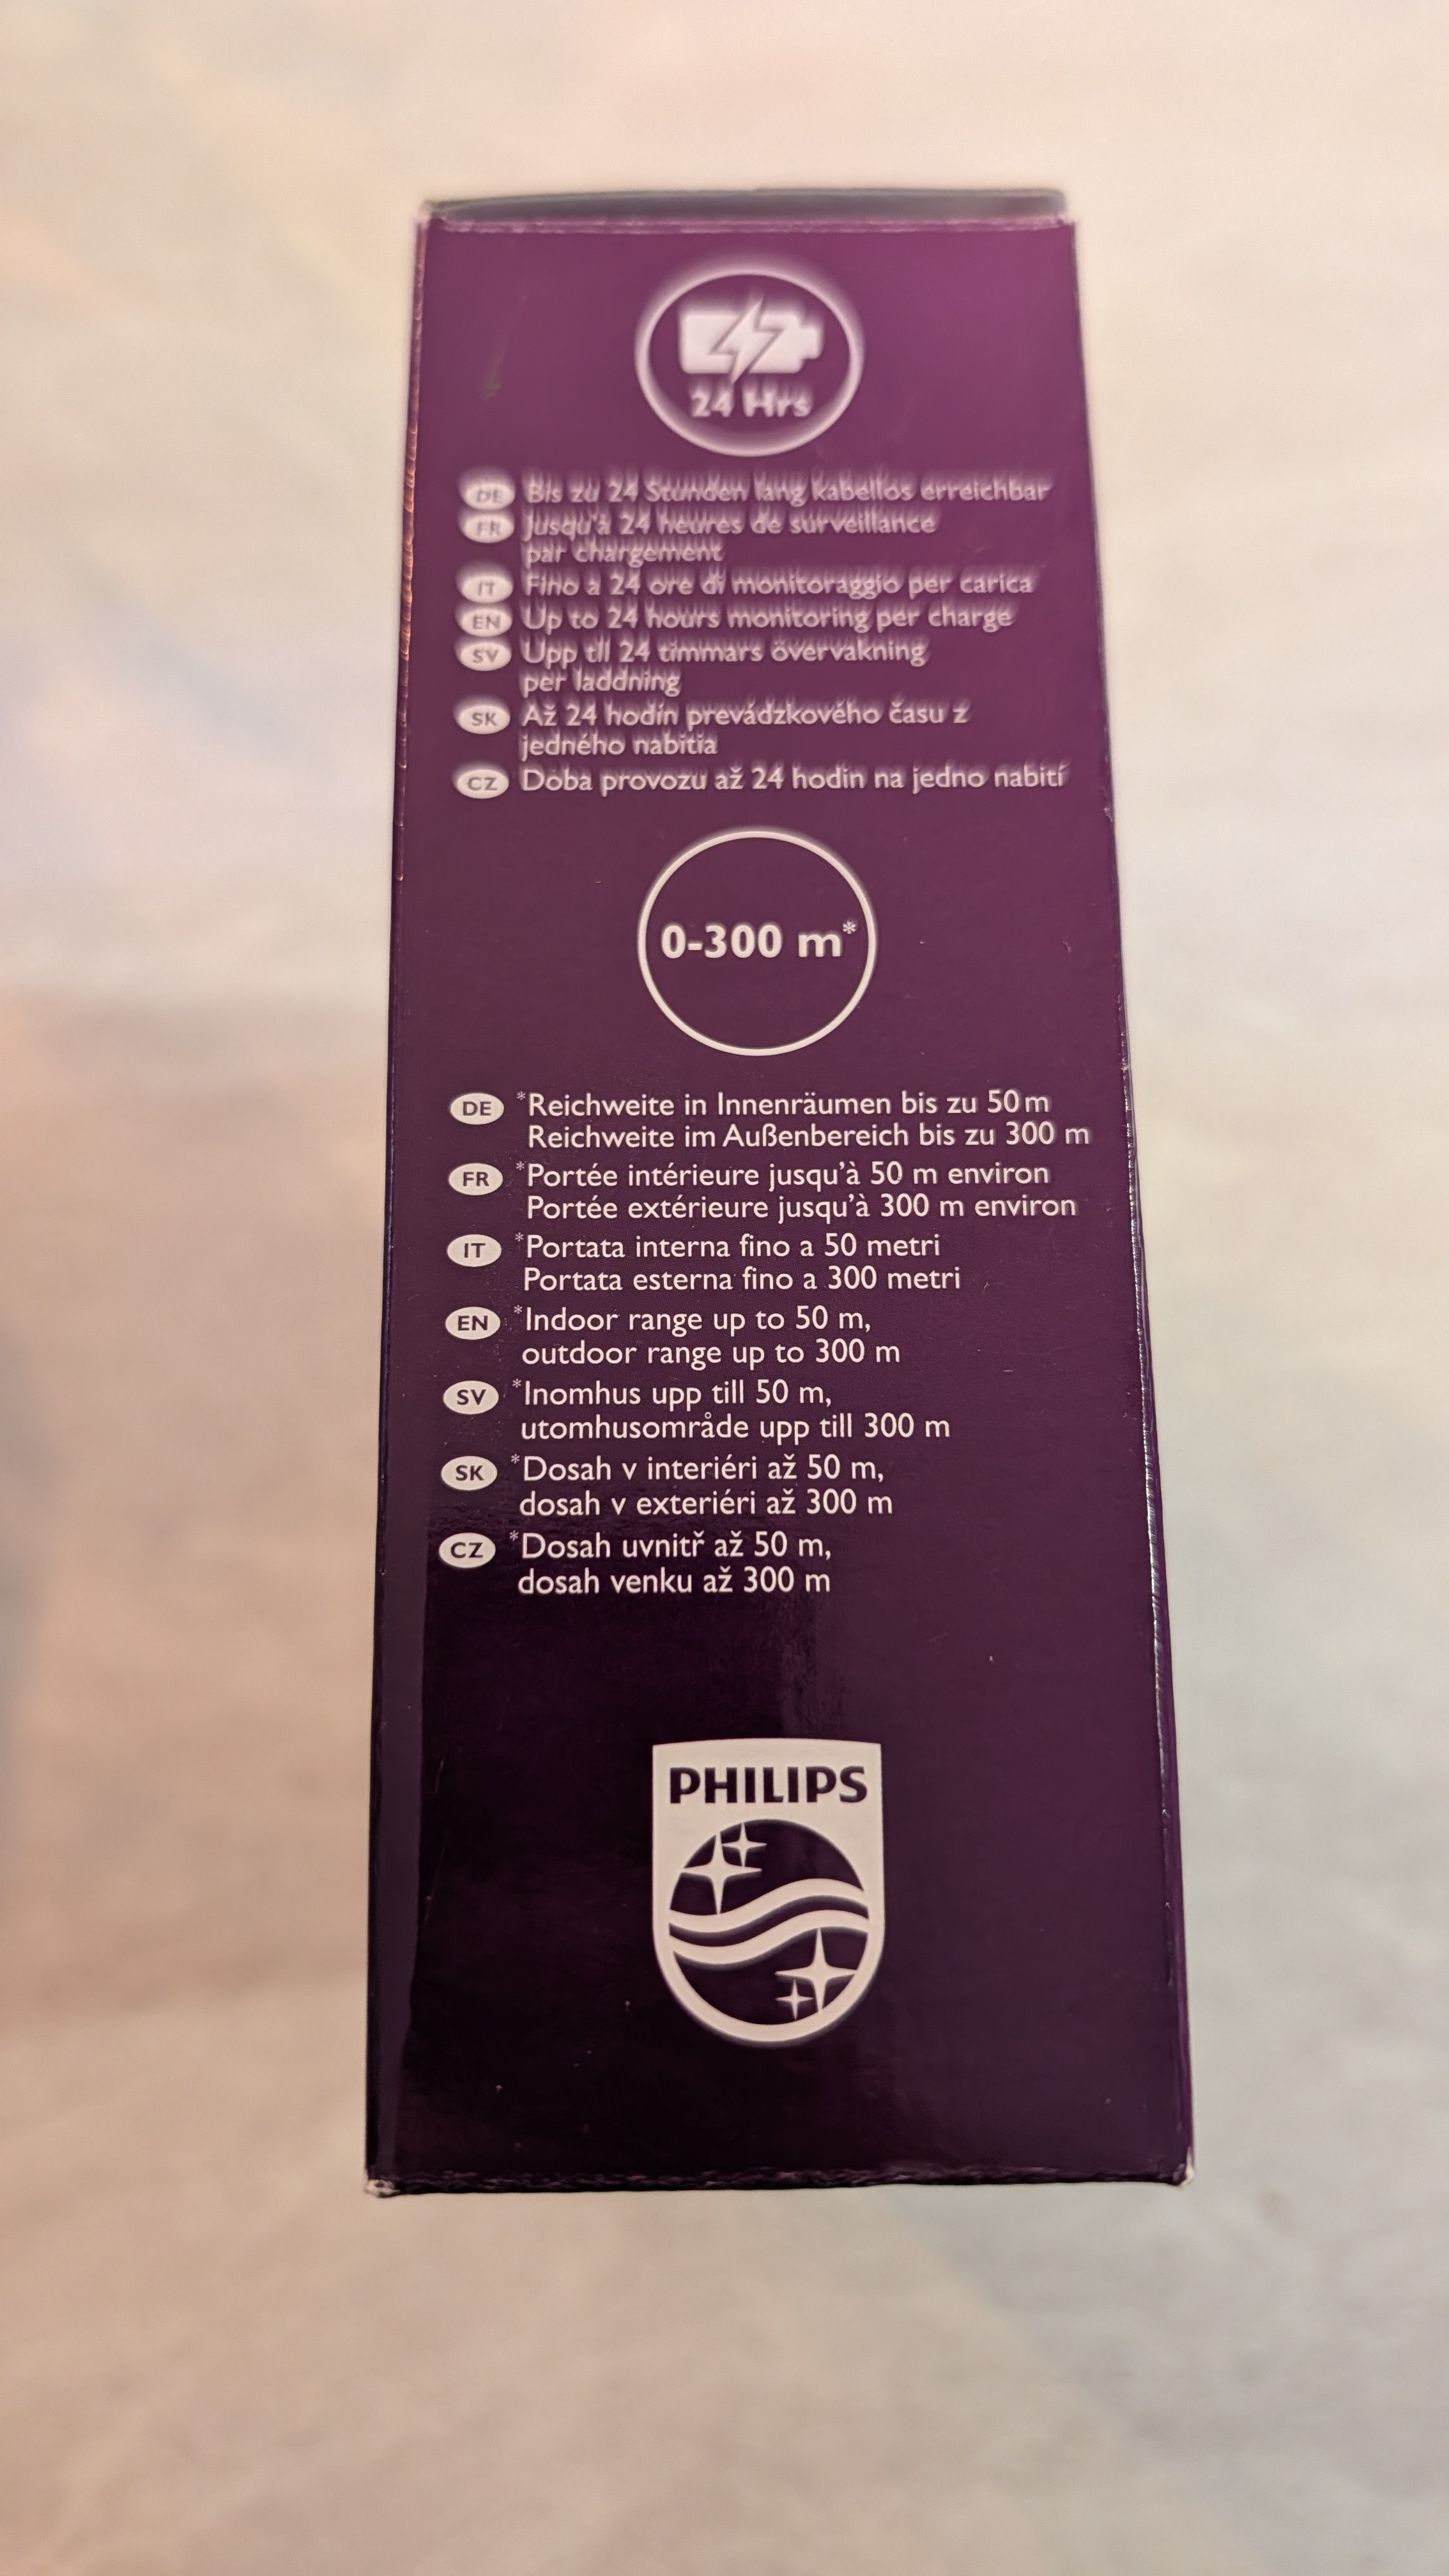 24 Hrs
DE Bis zu 24 Stunden lang kabellos erreichbar
FR Jusqu'à 24 heures de surveillance
par chargement
IT Fino a 24 ore di monitoraggio per carica
EN Up to 24 hours monitoring per charge
SV Upp till 24 timmars övervakning
per laddning
SK Až 24 hodín prevádzkového času z
jedného nabitia
CZ Doba provozu až 24 hodin na jedno nabití
0-300 m*
DE *Reichweite in Innenräumen bis zu 50 m
Reichweite im Außenbereich bis zu 300 m
FR *Portée intérieure jusqu'à 50 m environ
Portée extérieure jusqu'à 300 m environ
IT *Portata interna fino a 50 metri
Portata esterna fino a 300 metri
EN *Indoor range up to 50 m,
outdoor range up to 300 m
SV *Inomhus upp till 50 m,
utomhusområde upp till 300 m
SK *Dosah v interiéri až 50 m,
dosah v exteriéri až 300 m
CZ *Dosah uvnitř až 50 m,
dosah venku až 300 m
PHILIPS